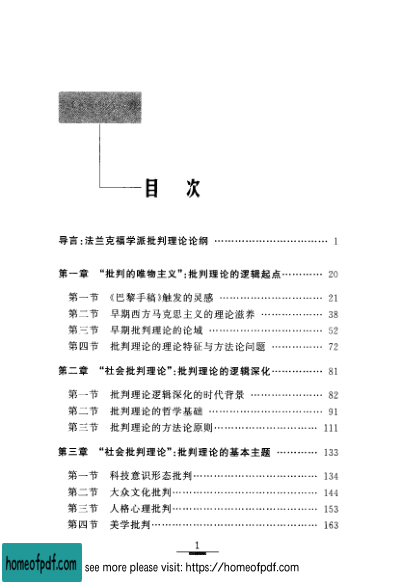 目 次
导言：法兰克福学派批判理论论纲 ………………………… 1
第一章 “批判的唯物主义”：批判理论的逻辑起点………… 20
第一节 《巴黎手稿》触发的灵感 ……………………… 21
第二节 早期西方马克思主义的理论滋养 ……………… 38
第三节 早期批判理论的论域 ………………………… 52
第四节 批判理论的理论特征与方法论问题 …………… 72
第二章 “社会批判理论”：批判理论的逻辑深化…………… 81
第一节 批判理论逻辑深化的时代背景 ………………… 82
第二节 批判理论的哲学基础 ………………………… 91
第三节 批判理论的方法论原则………………………… 111
第三章 “社会批判理论”：批判理论的基本主题 ………… 133
第一节 科技意识形态批判…………………………… 134
第二节 大众文化批判………………………………… 144
第三节 人格心理批判………………………………… 153
第四节 美学批判……………………………………… 163
1
homeofpdf.com
see more please visit: https://homeofpdf.com